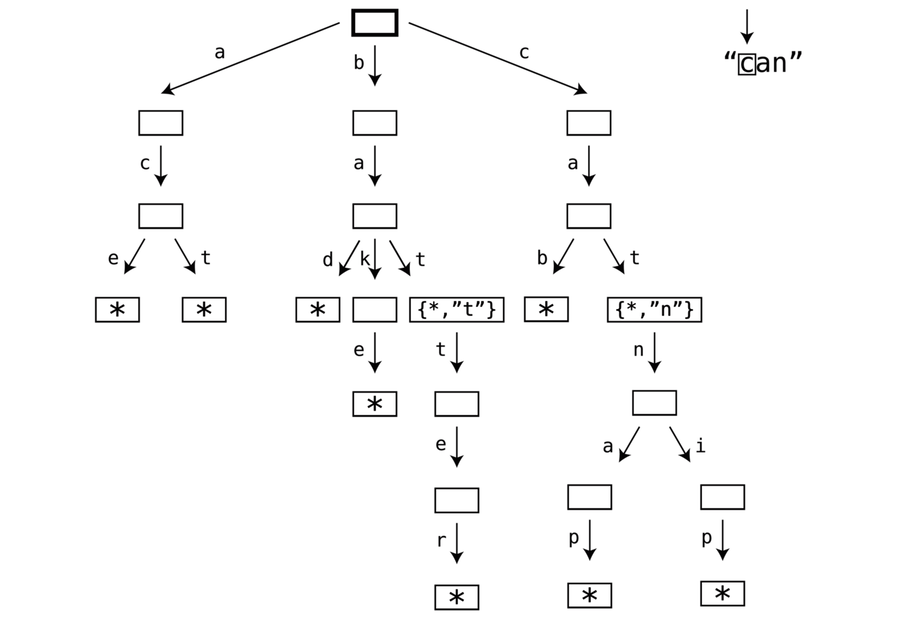 a b c
“can”
c a a
e t d k t b t
* * * {*,”t”} * {*,”n”}
e t n
*
e a i
r p p
* * *